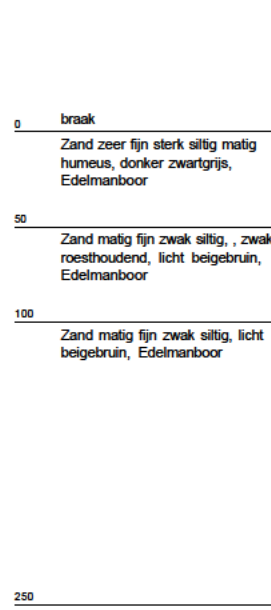 0 braak
Zand zeer fijn sterk siltig matig
humeus, donker zwartgrijs,
Edelmanboor
50
Zand matig fijn zwak siltig, , zwak
roesthoudend, licht beigebruin,
Edelmanboor
100
Zand matig fijn zwak siltig, licht
beigebruin, Edelmanboor
250